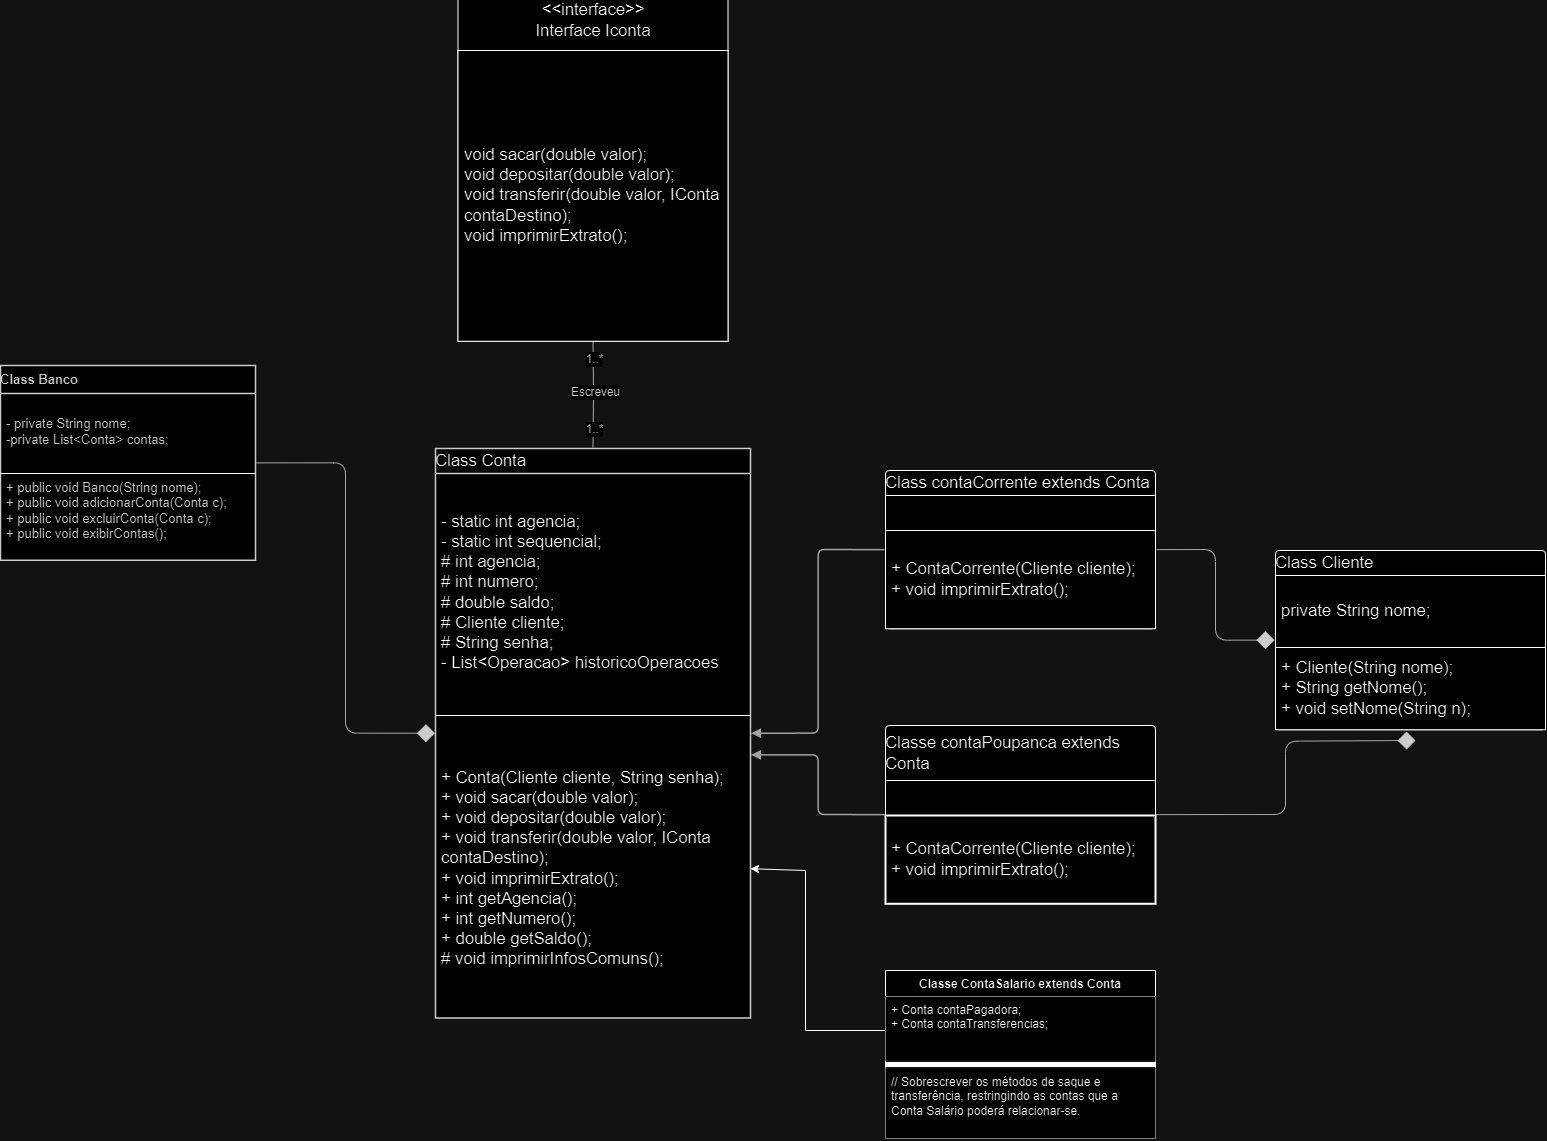 <<interface>>
Interface Iconta
void sacar(double valor);
void depositar(double valor);
void transferir(double valor, IConta
contaDestino);
void imprimirExtrato();
1..*
Escreveu
1..*
Class Banco
- private String nome;
-private List<Conta> contas;
+ public void Banco(String nome);
+ public void adicionarConta(Conta c);
+ public void excluirConta(Conta c);
+ public void exibirContas();
Class Conta
- static int agencia;
- static int sequencial;
# int agencia;
# int numero;
# double saldo;
# Cliente cliente;
# String senha;
- List<Operacao> historicoOperacoes
+ Conta(Cliente cliente, String senha);
+ void sacar(double valor);
+ void depositar(double valor);
+ void transferir(double valor, IConta
contaDestino);
+ void imprimirExtrato();
+ int getAgencia();
+ int getNumero();
+ double getSaldo();
# void imprimirInfosComuns();
Class contaCorrente extends Conta
+ ContaCorrente(Cliente cliente);
+ void imprimirExtrato();
Class Cliente
private String nome;
+ Cliente(String nome);
+ String getNome();
+ void setNome(String n);
Classe contaPoupanca extends
Conta
+ ContaCorrente(Cliente cliente);
+ void imprimirExtrato();
Classe ContaSalario extends Conta
+ Conta contaPagadora;
+ Conta contaTransferencias;
// Sobrescrever os métodos de saque e
transferência, restringindo as contas que a
Conta Salário poderá relacionar-se.